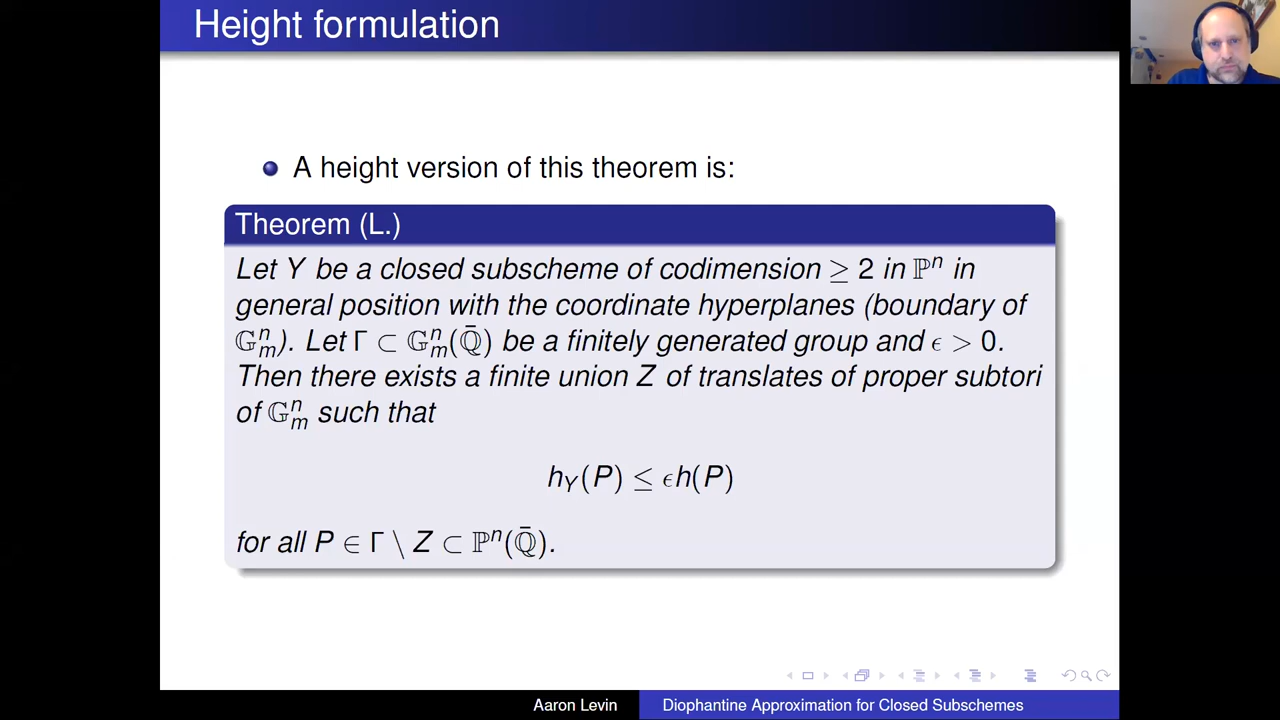 Height formulation
A height version of this theorem is:
Theorem (L.)
Let Y be a closed subscheme of codimension ≥ 2 in ℙⁿ in
general position with the coordinate hyperplanes (boundary of
𝔾ₘⁿ). Let Γ ⊂ 𝔾ₘⁿ(ℚ̄) be a finitely generated group and ϵ > 0.
Then there exists a finite union Z of translates of proper subtori
of 𝔾ₘⁿ such that
h_Y(P) ≤ ϵh(P)
for all P ∈ Γ \ Z ⊂ ℙⁿ(ℚ̄).
Aaron Levin
Diophantine Approximation for Closed Subschemes